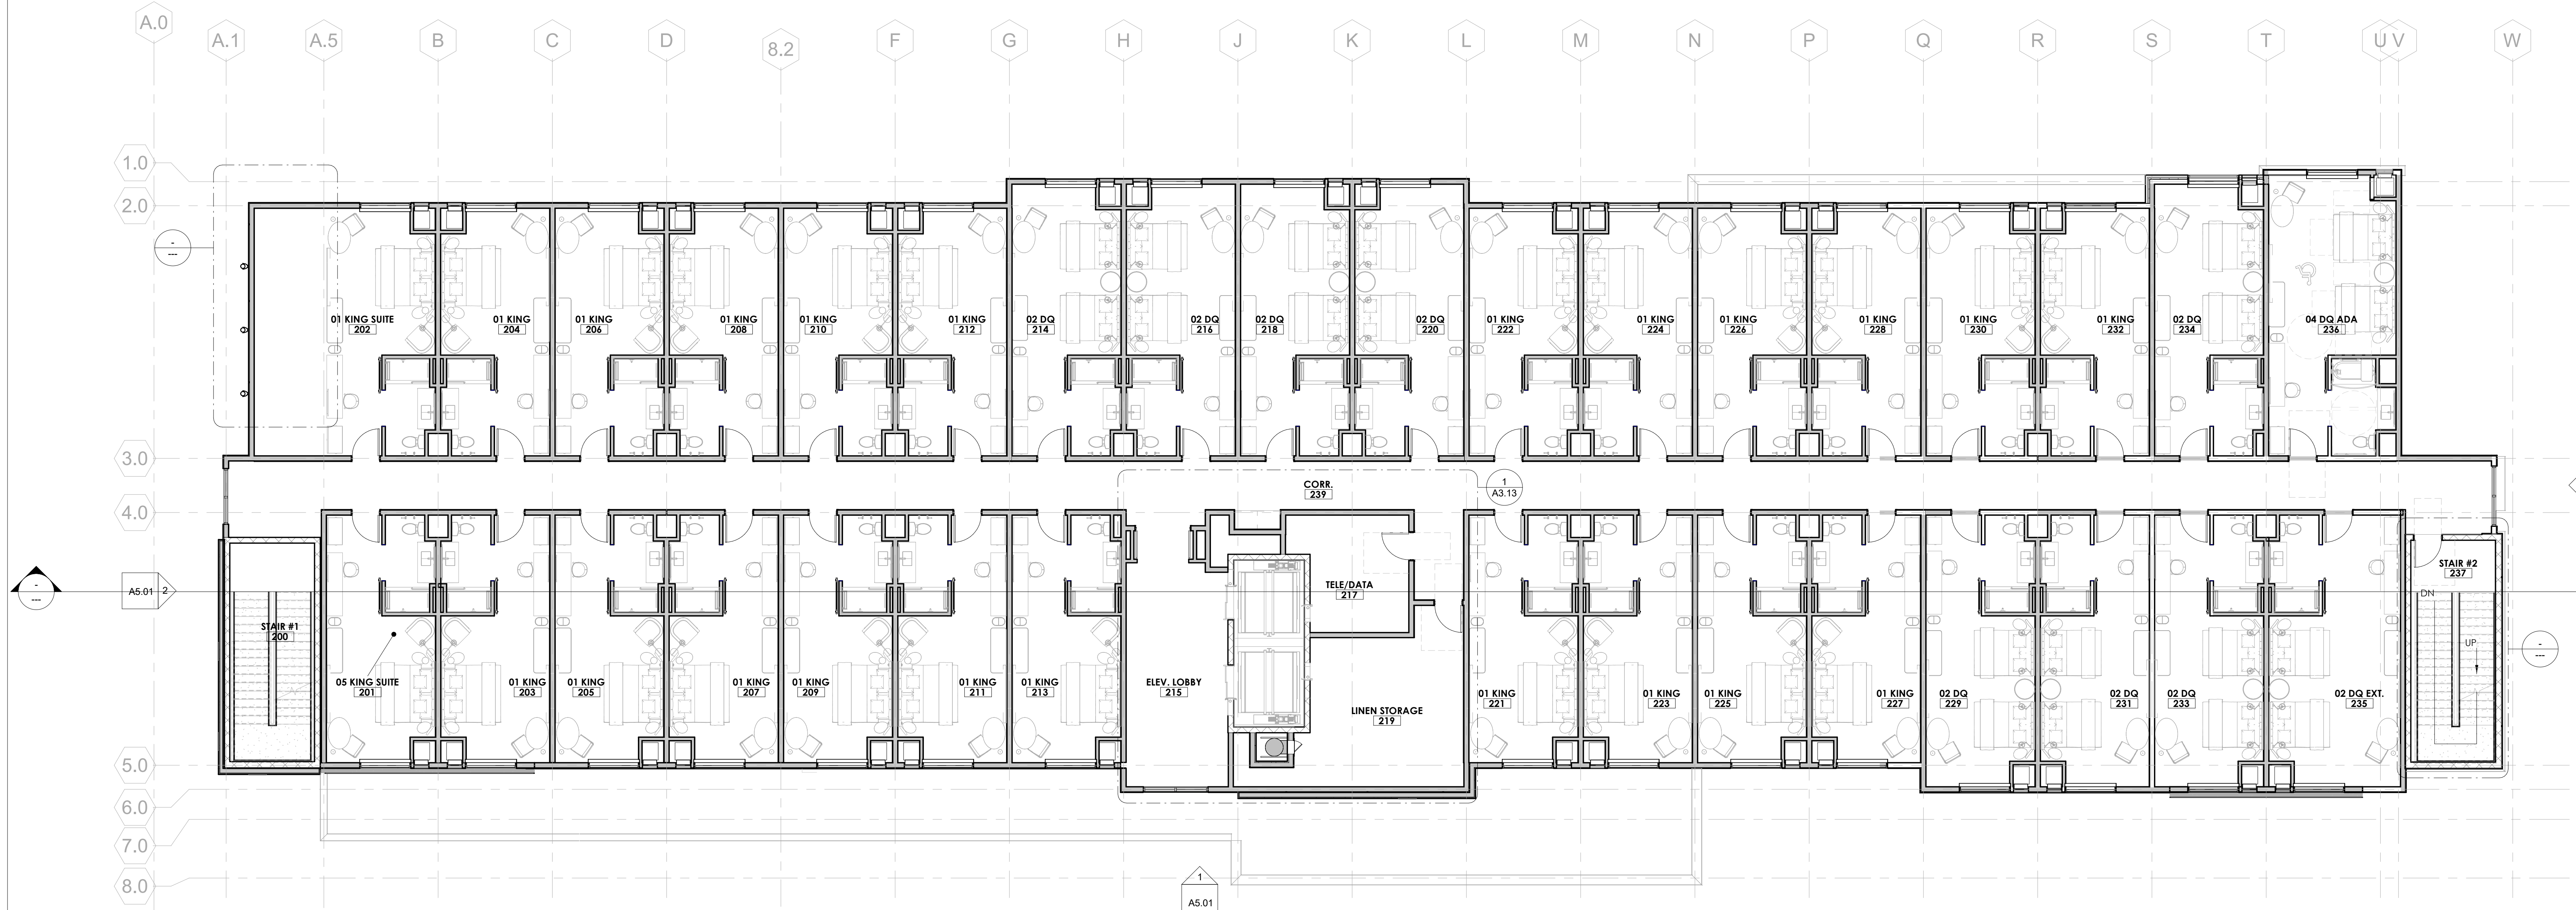 A.0
A.1
A.5
B
C
D
8.2
F
G
H
J
K
L
M
N
P
Q
R
S
T
U
V
W
1.0
2.0
3.0
4.0
5.0
6.0
7.0
8.0
-
---
01 KING SUITE
202
01 KING
204
01 KING
206
01 KING
208
01 KING
210
01 KING
212
02 DQ
214
02 DQ
216
02 DQ
218
02 DQ
220
01 KING
222
01 KING
224
01 KING
226
01 KING
228
01 KING
230
01 KING
232
02 DQ
234
04 DQ ADA
236
CORR.
239
1
A3.13
-
---
A5.01
2
STAIR #1
200
05 KING SUITE
201
01 KING
203
01 KING
205
01 KING
207
01 KING
209
01 KING
211
01 KING
213
ELEV. LOBBY
215
TELE/DATA
217
LINEN STORAGE
219
01 KING
221
01 KING
223
01 KING
225
01 KING
227
02 DQ
229
02 DQ
231
02 DQ
233
02 DQ EXT.
235
STAIR #2
237
DN
UP
-
---
1
A5.01